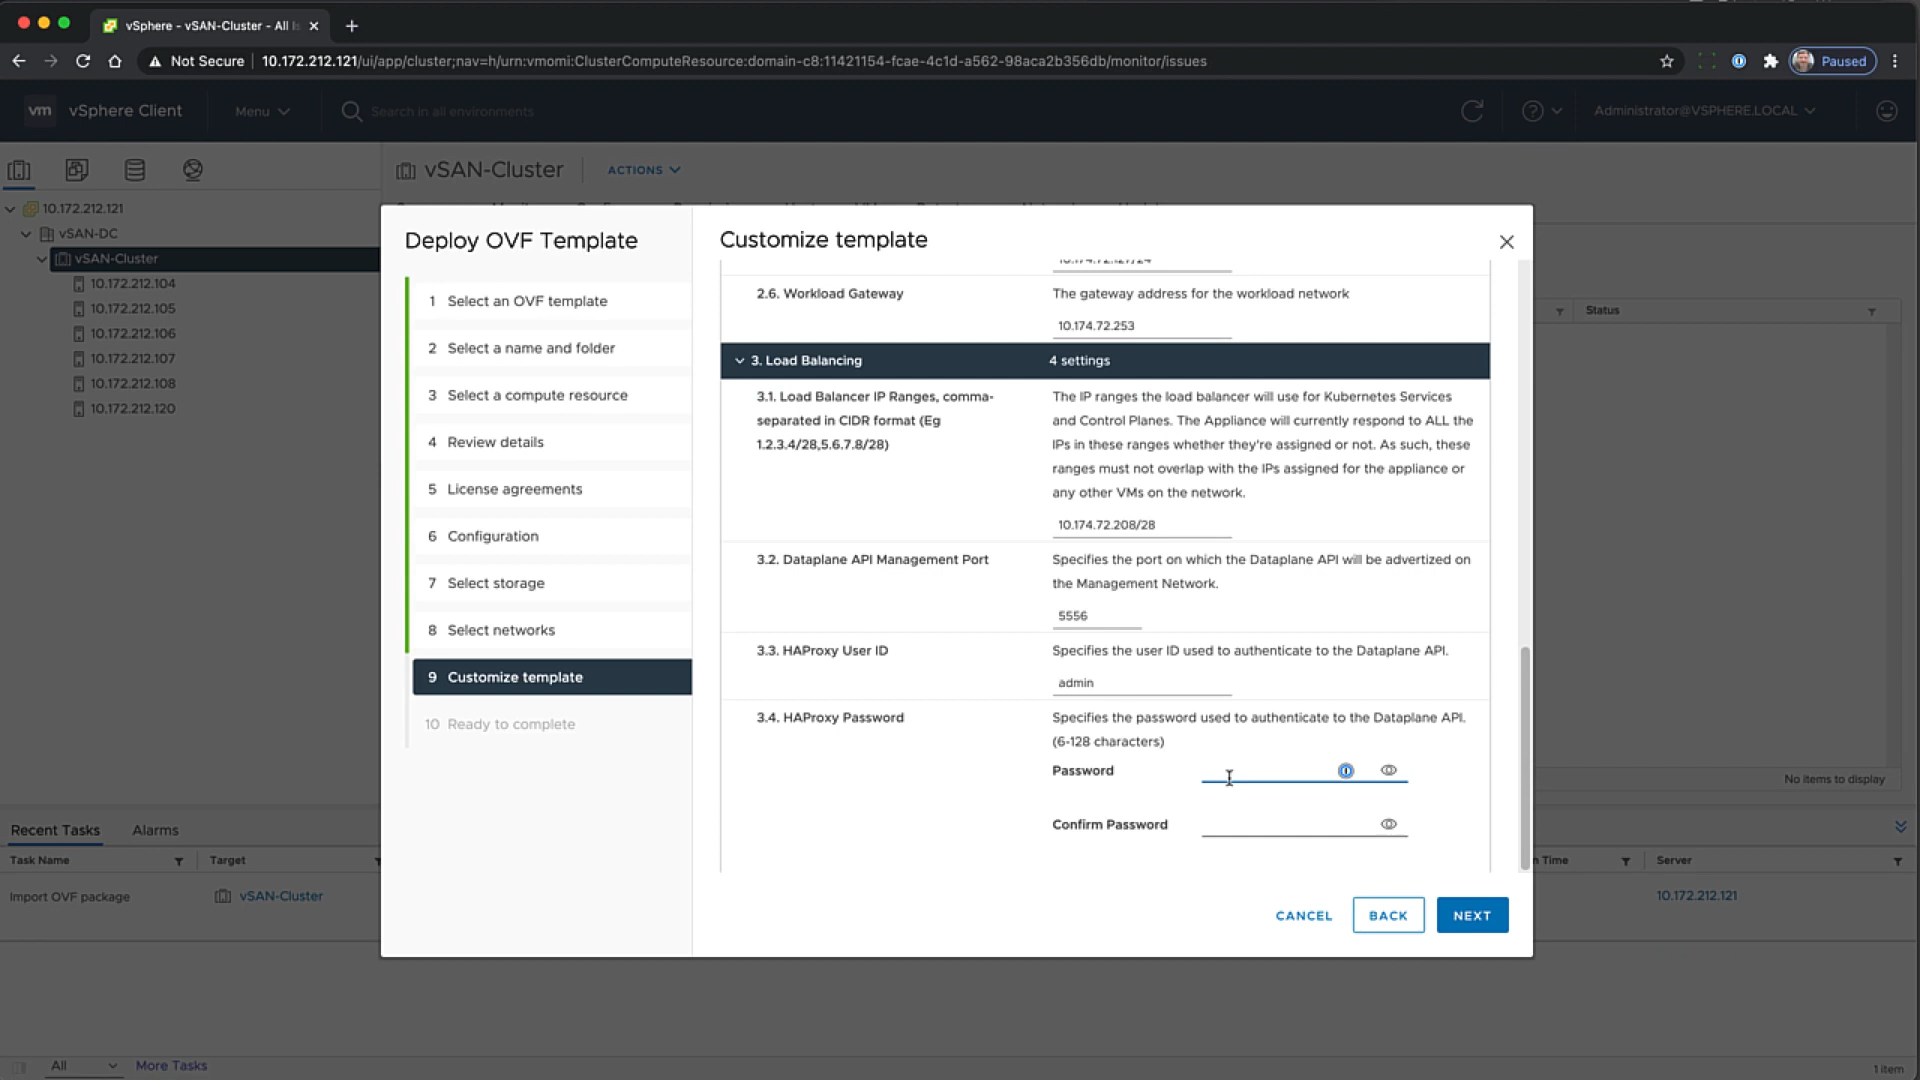 vSphere - vSAN-Cluster - All
Not Secure
10.172.212.121/ui/app/cluster;nav=h/urn:vmomi:ClusterComputeResource:domain-c8:11421154-fcae-4c1d-a562-98aca2b356db/monitor/issues
Paused
vm
vSphere Client
Menu
Search in all environments
Administrator@VSPHERE.LOCAL
10.172.212.121
vSAN-DC
vSAN-Cluster
10.172.212.104
10.172.212.105
10.172.212.106
10.172.212.107
10.172.212.108
10.172.212.120
vSAN-Cluster
ACTIONS
Status
No items to display
Deploy OVF Template
1 Select an OVF template
2 Select a name and folder
3 Select a compute resource
4 Review details
5 License agreements
6 Configuration
7 Select storage
8 Select networks
9 Customize template
10 Ready to complete
Customize template
2.6. Workload Gateway
The gateway address for the workload network
10.174.72.253
3. Load Balancing
4 settings
3.1. Load Balancer IP Ranges, comma-
separated in CIDR format (Eg
1.2.3.4/28,5.6.7.8/28)
The IP ranges the load balancer will use for Kubernetes Services
and Control Planes. The Appliance will currently respond to ALL the
IPs in these ranges whether they're assigned or not. As such, these
ranges must not overlap with the IPs assigned for the appliance or
any other VMs on the network.
10.174.72.208/28
3.2. Dataplane API Management Port
Specifies the port on which the Dataplane API will be advertized on
the Management Network.
5556
3.3. HAProxy User ID
Specifies the user ID used to authenticate to the Dataplane API.
admin
3.4. HAProxy Password
Specifies the password used to authenticate to the Dataplane API.
(6-128 characters)
Password
Confirm Password
CANCEL
BACK
NEXT
Recent Tasks
Alarms
Task Name
Target
n Time
Server
Import OVF package
vSAN-Cluster
10.172.212.121
All
More Tasks
1 item